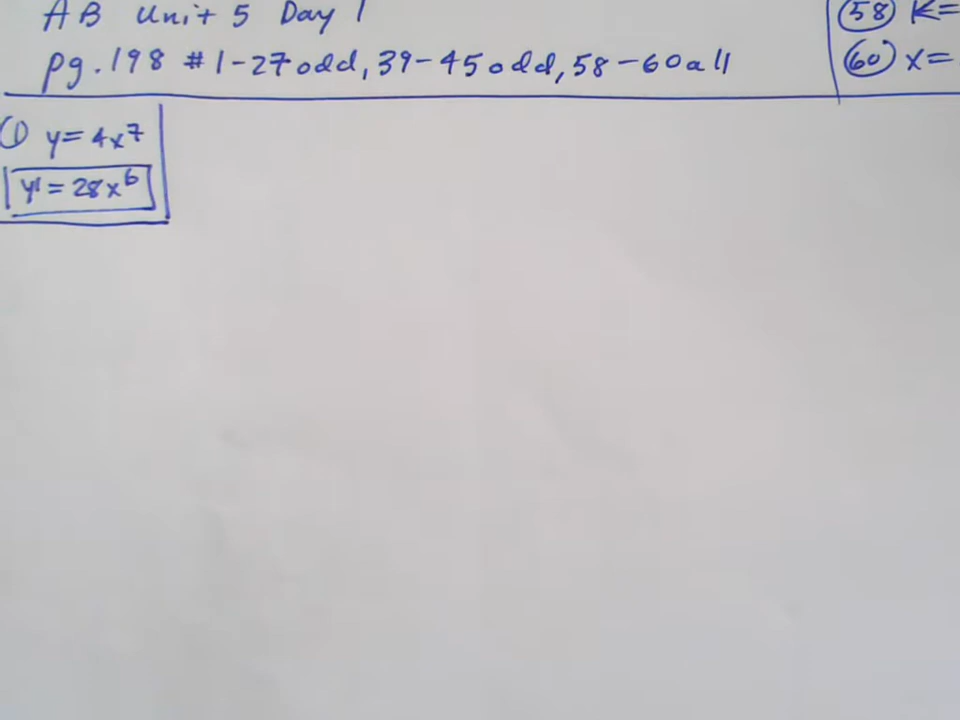 AB Unit 5 Day 1
pg. 198 #1-27 odd, 39-45 odd, 58-60 all
58 K=
60 x=
1 y = 4x⁷
y' = 28x⁶